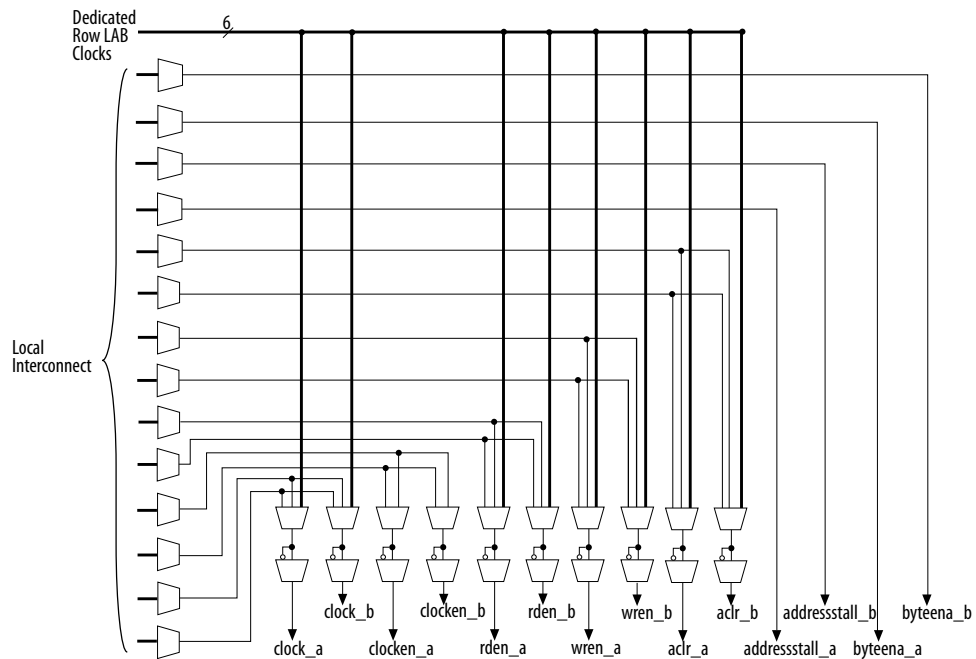 Dedicated
Row LAB
Clocks
6
Local
Interconnect
clock_b
clocken_b
rden_b
wren_b
aclr_b
addressstall_b
byteena_b
clock_a
clocken_a
rden_a
wren_a
aclr_a
addressstall_a
byteena_a